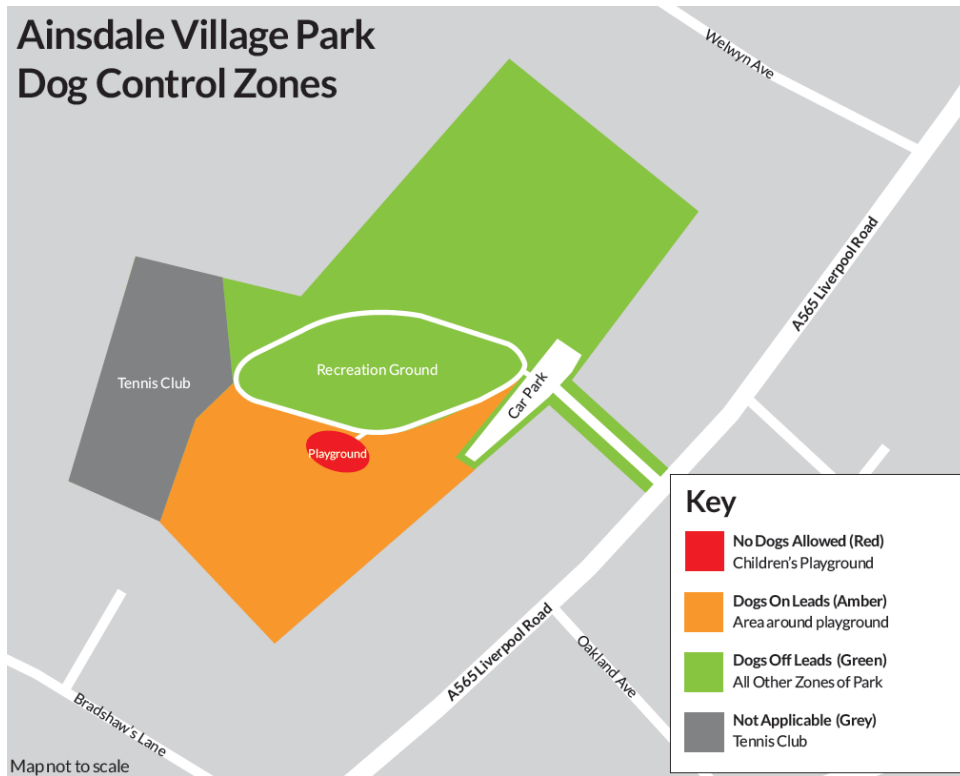 Ainsdale Village Park
Dog Control Zones
Welwyn Ave
A565 Liverpool Road
Tennis Club
Recreation Ground
Car Park
Playground
Key
No Dogs Allowed (Red)
Children's Playground
Dogs On Leads (Amber)
Area around playground
Dogs Off Leads (Green)
All Other Zones of Park
Not Applicable (Grey)
Tennis Club
A565 Liverpool Road
Oakland Ave
Bradshaw's Lane
Map not to scale